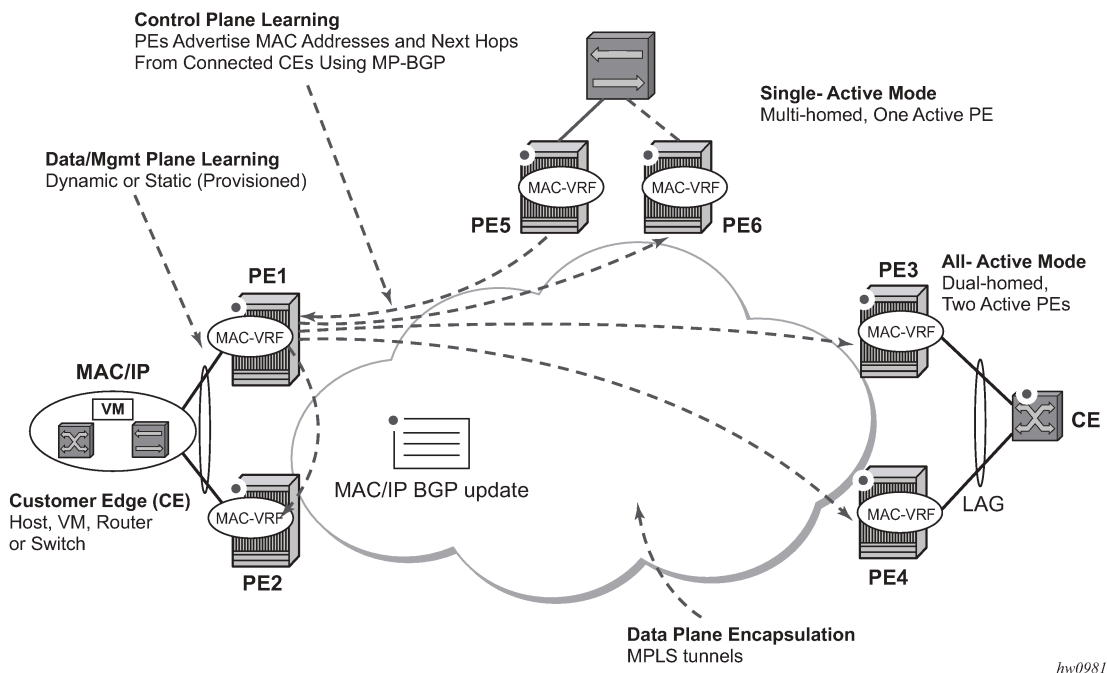 Control Plane Learning
PEs Advertise MAC Addresses and Next Hops
From Connected CEs Using MP-BGP
Single- Active Mode
Multi-homed, One Active PE
Data/Mgmt Plane Learning
Dynamic or Static (Provisioned)
MAC-VRF
MAC-VRF
PE5
PE6
PE1
PE3
All- Active Mode
Dual-homed,
Two Active PEs
MAC-VRF
MAC-VRF
MAC/IP
VM
CE
MAC/IP BGP update
Customer Edge (CE)
Host, VM, Router
or Switch
MAC-VRF
MAC-VRF
LAG
PE2
PE4
Data Plane Encapsulation
MPLS tunnels
hw0981